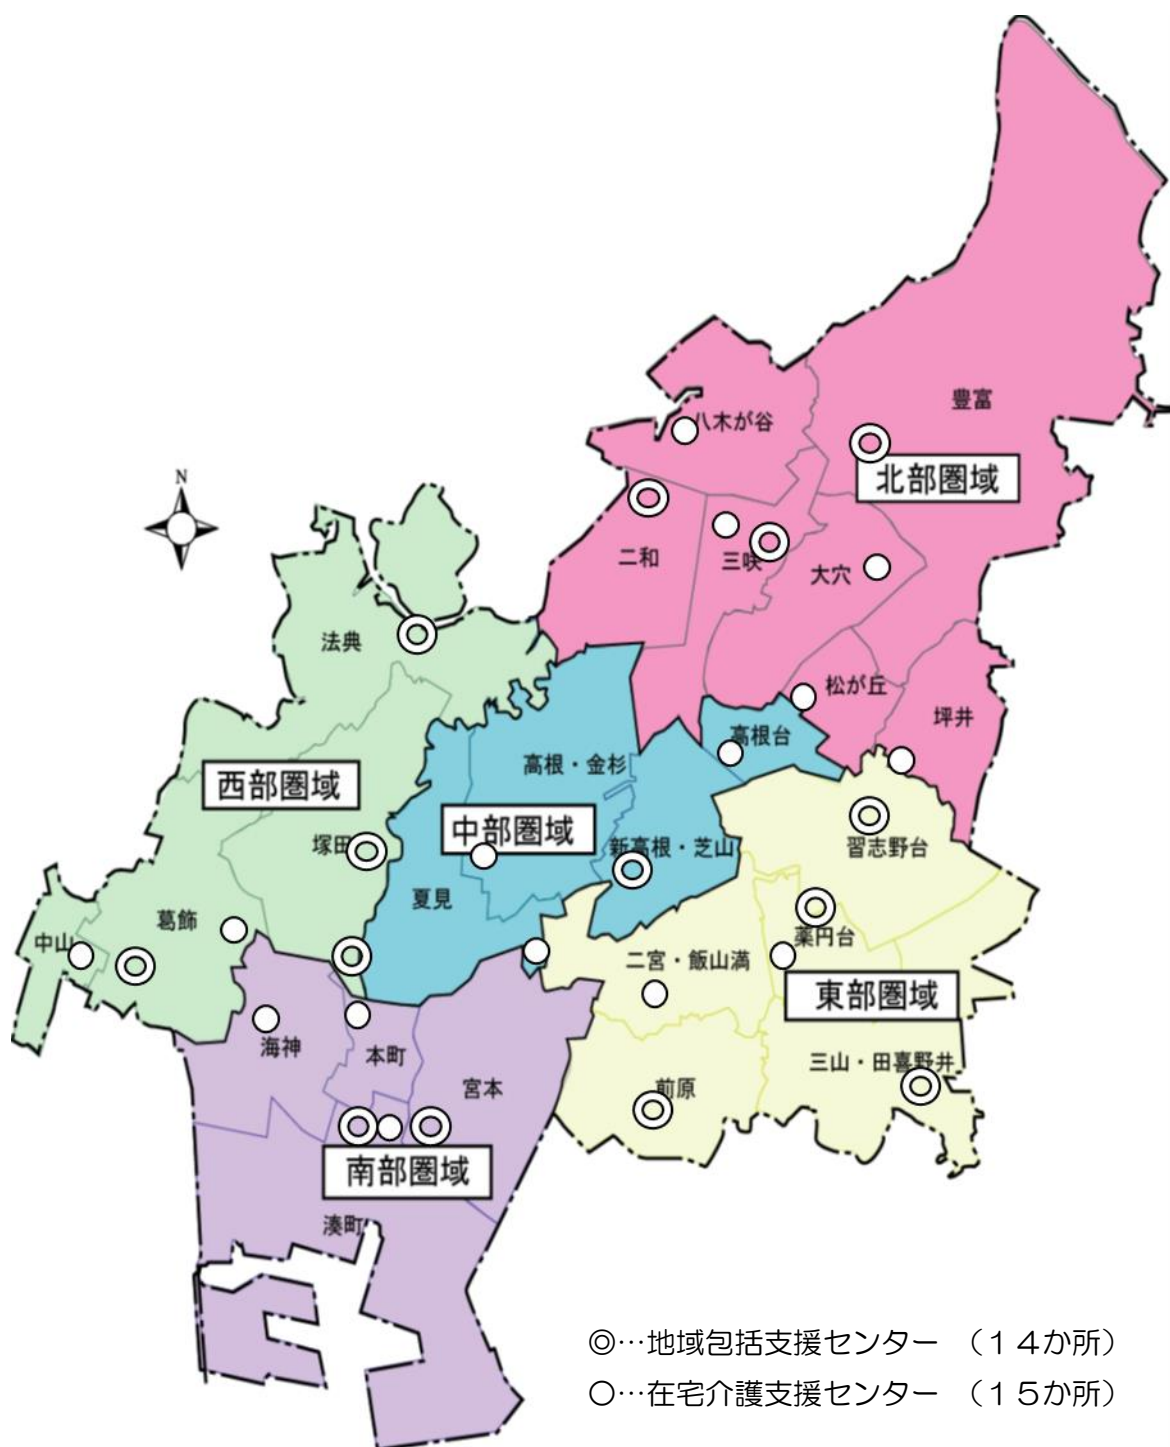 豊富
八木が谷
北部圏域
N
二和
三咲
大穴
法典
松が丘
坪井
高根台
高根・金杉
西部圏域
中部圏域
塚田
新高根・芝山
習志野台
夏見
葛飾
中山
薬円台
二宮・飯山満
東部圏域
海神
本町
三山・田喜野井
宮本
前原
南部圏域
湊町
◎…地域包括支援センター （１４か所）
○…在宅介護支援センター （１５か所）